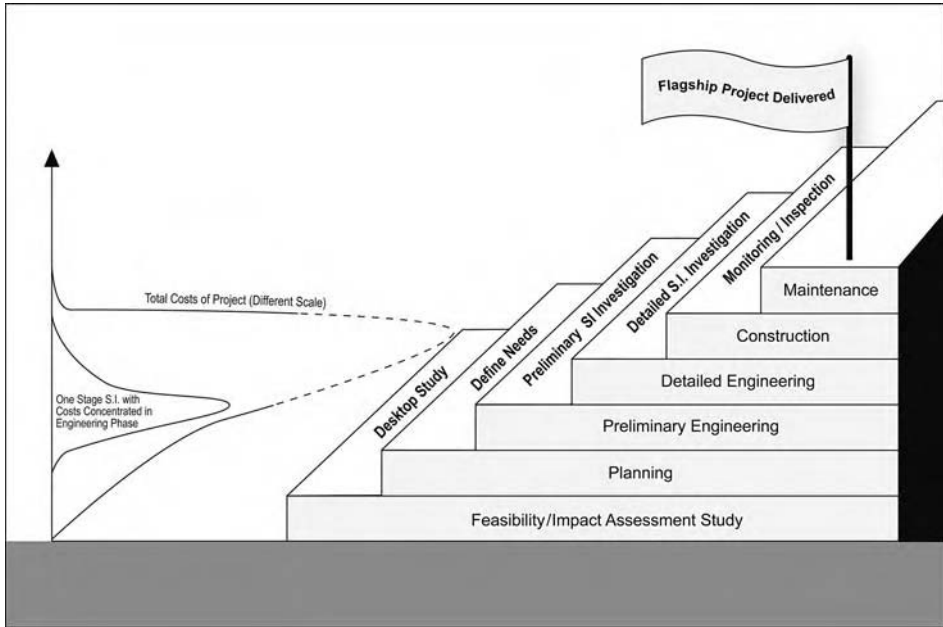 Flagship Project Delivered
Monitoring / Inspection
Detailed S.I. Investigation
Preliminary SI Investigation
Define Needs
Desktop Study
Maintenance
Construction
Detailed Engineering
Preliminary Engineering
Planning
Feasibility/Impact Assessment Study
Total Costs of Project (Different Scale)
One Stage S.I. with
Costs Concentrated in
Engineering Phase